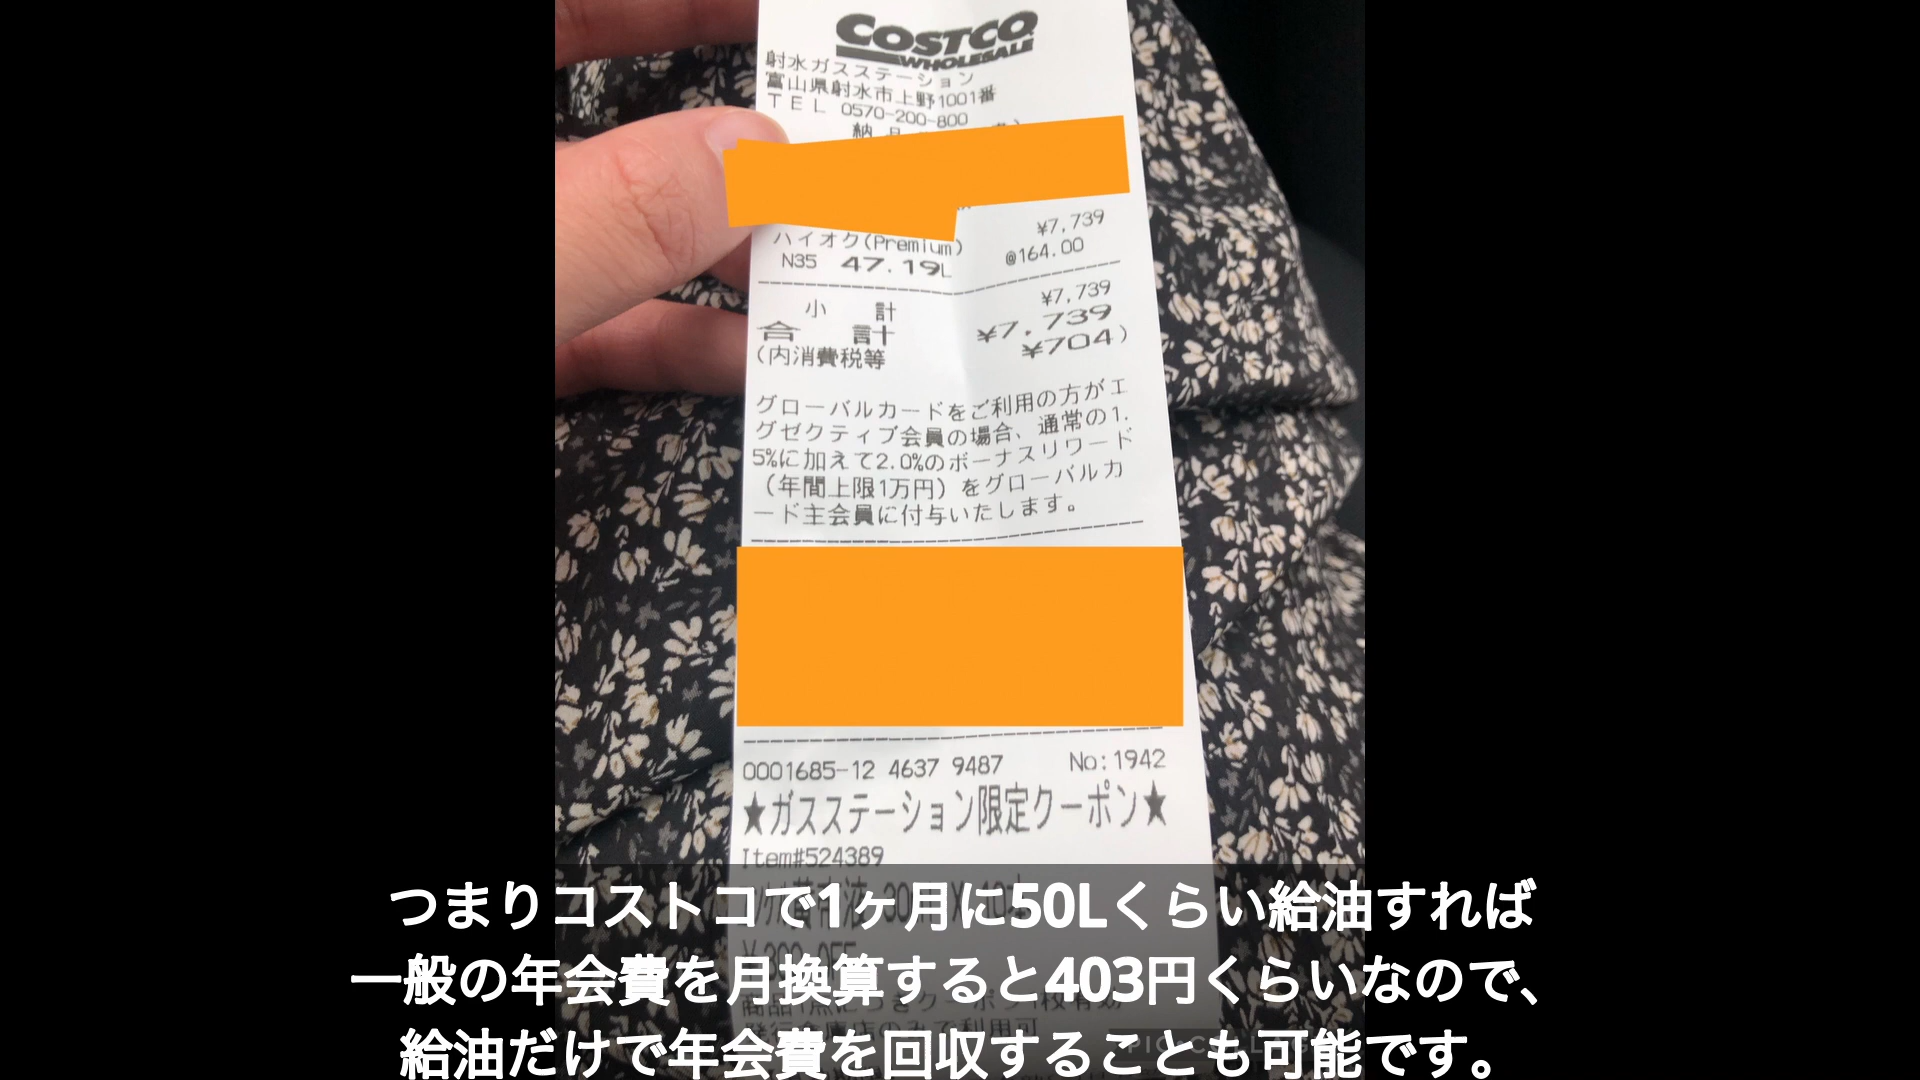 COSTCO
WHOLESALE
射水ガスステーション
富山県射水市上野1001番
TEL 0570-200-800
納
¥7,739
ハイオク(Premium)
@164.00
N35 47.19L
小 計 ¥7,739
合 計 ¥7,739
(内消費税等 ¥704)
グローバルカードをご利用の方がエ
グゼクティブ会員の場合、通常の1.
5%に加えて2.0%のボーナスリワード
(年間上限1万円)をグローバルカ
ード主会員に付与いたします。
0001685-12 4637 9487 No:1942
★ガスステーション限定クーポン★
Item#524389
つまりコストコで1ヶ月に50Lくらい給油すれば
一般の年会費を月換算すると403円くらいなので、
給油だけで年会費を回収することも可能です。